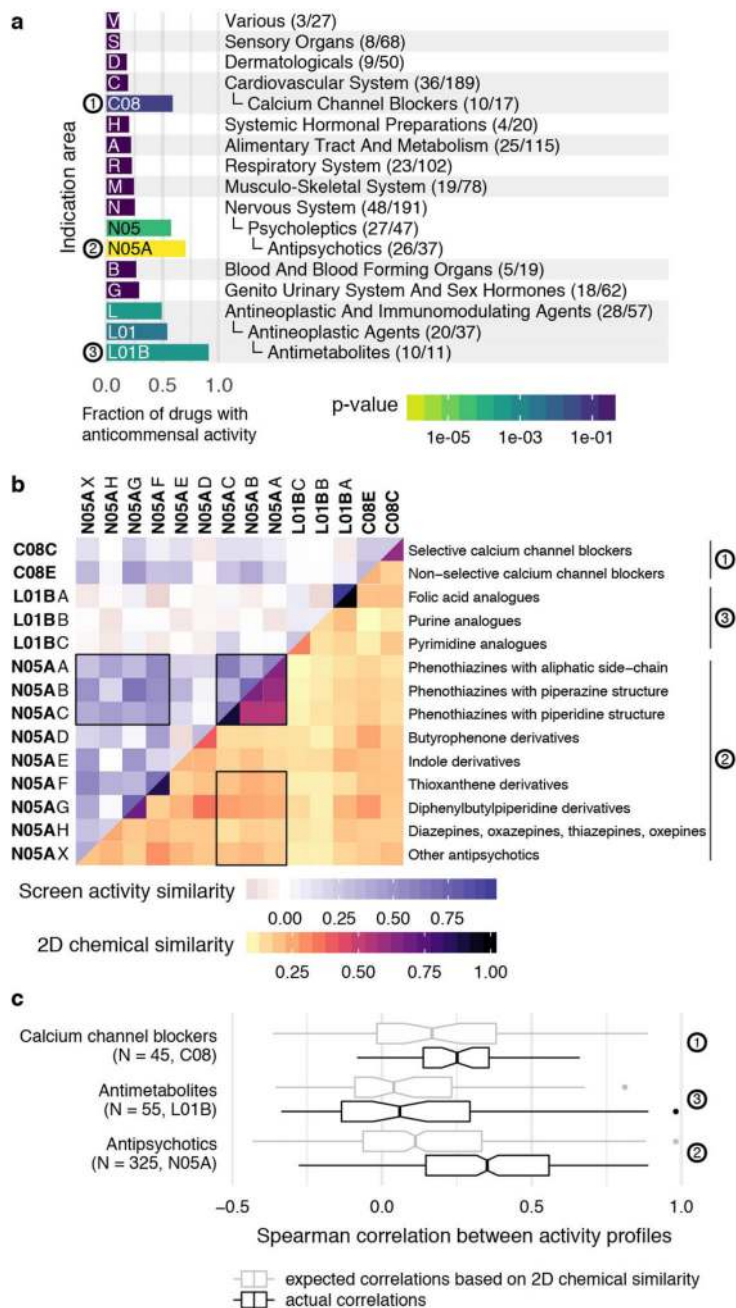 a
Indication area
V Various (3/27)
S Sensory Organs (8/68)
D Dermatologicals (9/50)
C Cardiovascular System (36/189)
1 C08 Calcium Channel Blockers (10/17)
H Systemic Hormonal Preparations (4/20)
A Alimentary Tract And Metabolism (25/115)
R Respiratory System (23/102)
M Musculo-Skeletal System (19/78)
N Nervous System (48/191)
N05 Psycholeptics (27/47)
2 N05A Antipsychotics (26/37)
B Blood And Blood Forming Organs (5/19)
G Genito Urinary System And Sex Hormones (18/62)
L Antineoplastic And Immunomodulating Agents (28/57)
L01 Antineoplastic Agents (20/37)
3 L01B Antimetabolites (10/11)
0.0 0.5 1.0
Fraction of drugs with
anticommensal activity
p-value
1e-05 1e-03 1e-01
b
N05AX N05AH N05AG N05AF N05AE N05AD N05AC N05AB N05AA L01BC L01BB L01BA C08E C08C
C08C Selective calcium channel blockers
C08E Non-selective calcium channel blockers
1
L01BA Folic acid analogues
L01BB Purine analogues
L01BC Pyrimidine analogues
3
N05AA Phenothiazines with aliphatic side-chain
N05AB Phenothiazines with piperazine structure
N05AC Phenothiazines with piperidine structure
N05AD Butyrophenone derivatives
N05AE Indole derivatives
N05AF Thioxanthene derivatives
N05AG Diphenylbutylpiperidine derivatives
N05AH Diazepines, oxazepines, thiazepines, oxepines
N05AX Other antipsychotics
2
Screen activity similarity
0.00 0.25 0.50 0.75
2D chemical similarity
0.25 0.50 0.75 1.00
c
Calcium channel blockers
(N = 45, C08)
1
Antimetabolites
(N = 55, L01B)
3
Antipsychotics
(N = 325, N05A)
2
−0.5 0.0 0.5 1.0
Spearman correlation between activity profiles
expected correlations based on 2D chemical similarity
actual correlations